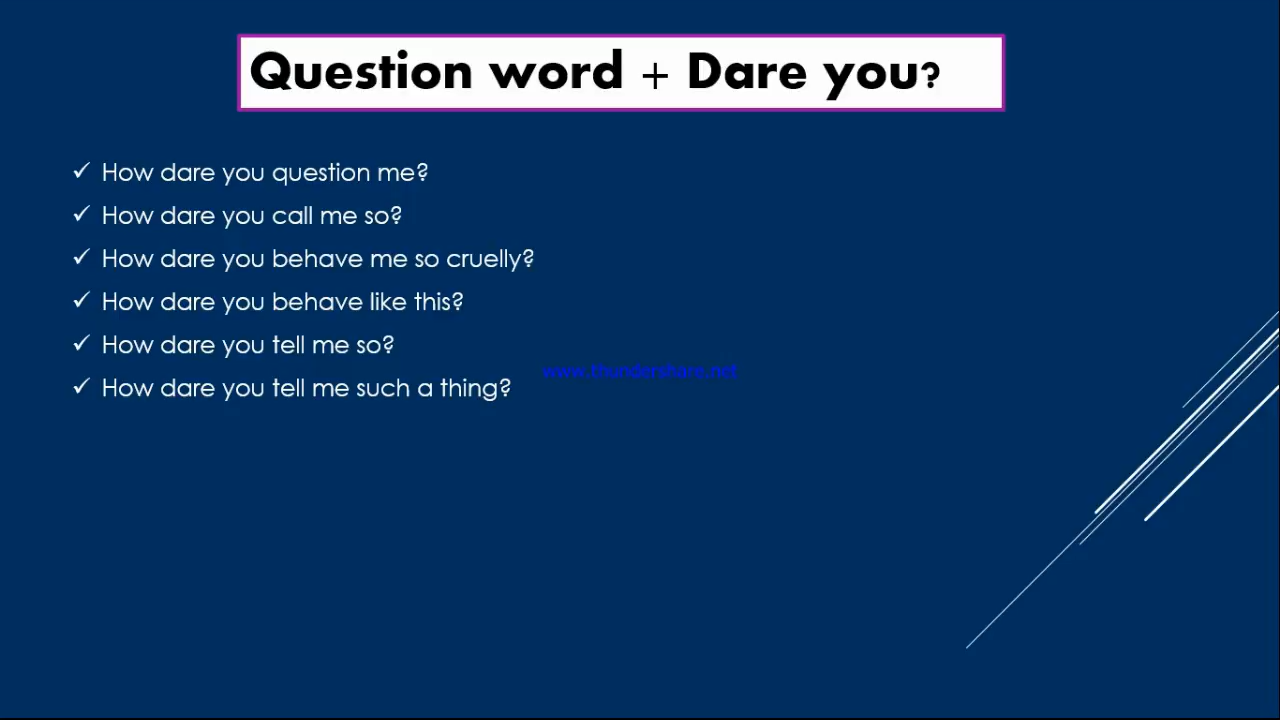 Question word + Dare you?
✓ How dare you question me?
✓ How dare you call me so?
✓ How dare you behave me so cruelly?
✓ How dare you behave like this?
✓ How dare you tell me so?
www.thundershare.net
✓ How dare you tell me such a thing?